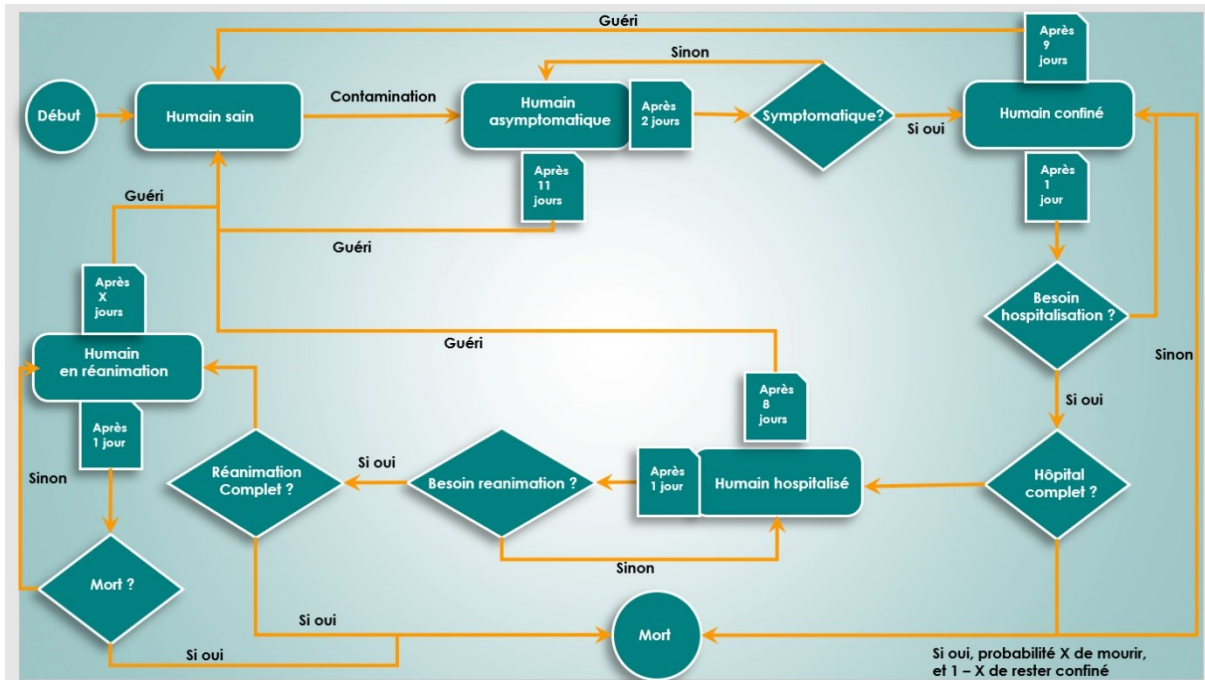 Guéri
Après
9
jours
Sinon
Début
Humain sain
Contamination
Humain
asymptomatique
Après
2 jours
Symptomatique?
Si oui
Humain confiné
Après
11
jours
Après
1
jour
Guéri
Guéri
Après
X
jours
Besoin
hospitalisation ?
Guéri
Sinon
Humain
en réanimation
Après
8
jours
Si oui
Après
1 jour
Sinon
Réanimation
Complet ?
Si oui
Besoin reanimation ?
Après
1 jour
Humain hospitalisé
Hôpital
complet ?
Sinon
Mort ?
Si oui
Mort
Si oui
Si oui, probabilité X de mourir,
et 1 – X de rester confiné